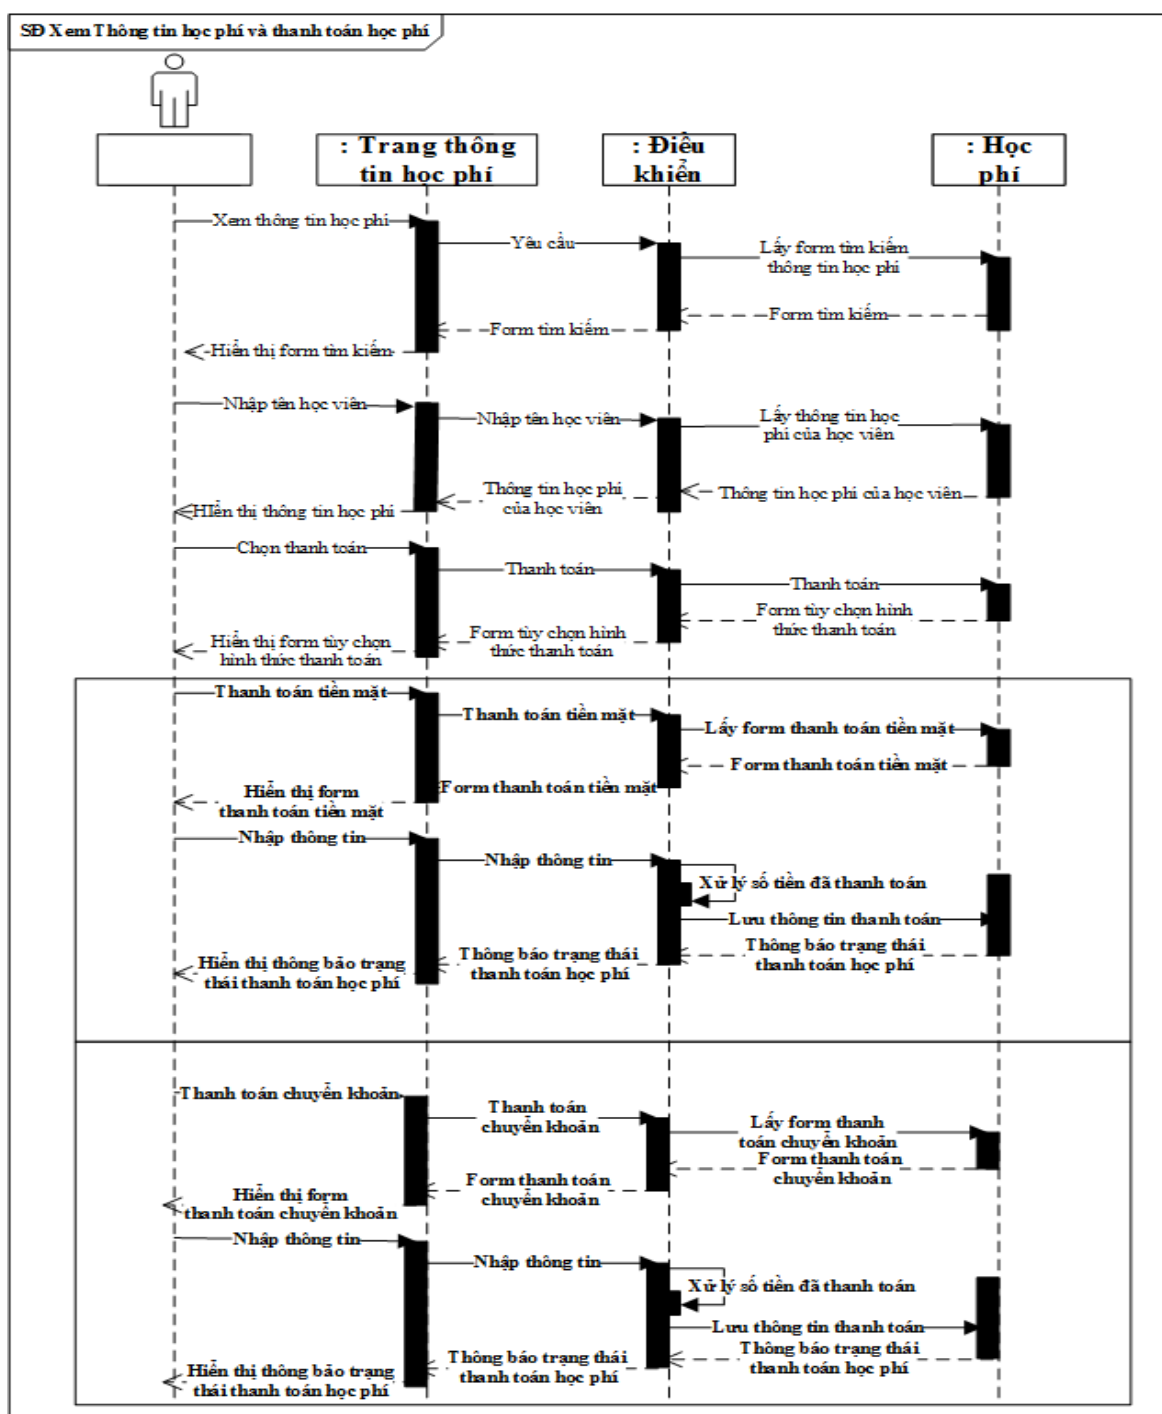 SĐ Xem Thông tin học phí và thanh toán học phí
: Trang thông
tin học phí
: Điều
khiển
: Học
phí
Xem thông tin học phí
Yêu cầu
Lấy form tìm kiếm
thông tin học phí
Form tìm kiếm
Form tìm kiếm
Hiển thị form tìm kiếm
Nhập tên học viên
Nhập tên học viên
Lấy thông tin học
phí của học viên
Thông tin học phí của học viên
Thông tin học phí
của học viên
HIển thị thông tin học phí
Chọn thanh toán
Thanh toán
Thanh toán
Form tùy chọn hình
thức thanh toán
Form tùy chọn hình
thức thanh toán
Hiển thị form tùy chọn
hình thức thanh toán
Thanh toán tiền mặt
Thanh toán tiền mặt
Lấy form thanh toán tiền mặt
Form thanh toán tiền mặt
Form thanh toán tiền mặt
Hiển thị form
thanh toán tiền mặt
Nhập thông tin
Nhập thông tin
Xử lý số tiền đã thanh toán
Lưu thông tin thanh toán
Thông báo trạng thái
thanh toán học phí
Thông báo trạng thái
thanh toán học phí
Hiển thị thông bảo trạng
thái thanh toán học phí
Thanh toán chuyển khoản
Thanh toán
chuyển khoản
Lấy form thanh
toán chuyển khoản
Form thanh toán
chuyển khoản
Form thanh toán
chuyển khoản
Hiển thị form
thanh toán chuyển khoản
Nhập thông tin
Nhập thông tin
Xử lý số tiền đã thanh toán
Lưu thông tin thanh toán
Thông báo trạng thái
thanh toán học phí
Thông báo trạng thái
thanh toán học phí
Hiển thị thông bảo trạng
thái thanh toán học phí